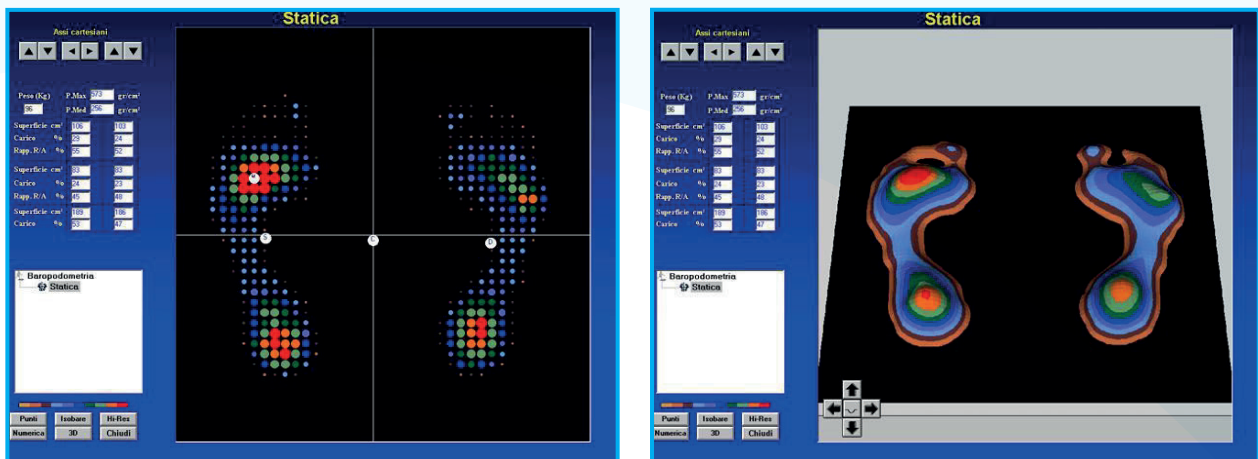 Statica
Assi cartesiani
Peso (Kg) P.Max 573 gr/cm²
96 P.Med 256 gr/cm²
Superficie cm² 106 103
Carico % 29 24
Rapp. R/A % 55 52
Superficie cm² 83 83
Carico % 24 23
Rapp. R/A % 45 48
Superficie cm² 189 186
Carico % 53 47
Baropodometria
Statica
Punti Isobare Hi-Res
Numerica 3D Chiudi
S C D
Statica
Assi cartesiani
Peso (Kg) P.Max 573 gr/cm²
96 P.Med 256 gr/cm²
Superficie cm² 106 103
Carico % 29 24
Rapp. R/A % 55 52
Superficie cm² 83 83
Carico % 24 23
Rapp. R/A % 45 48
Superficie cm² 189 186
Carico % 53 47
Baropodometria
Statica
Punti Isobare Hi-Res
Numerica 3D Chiudi